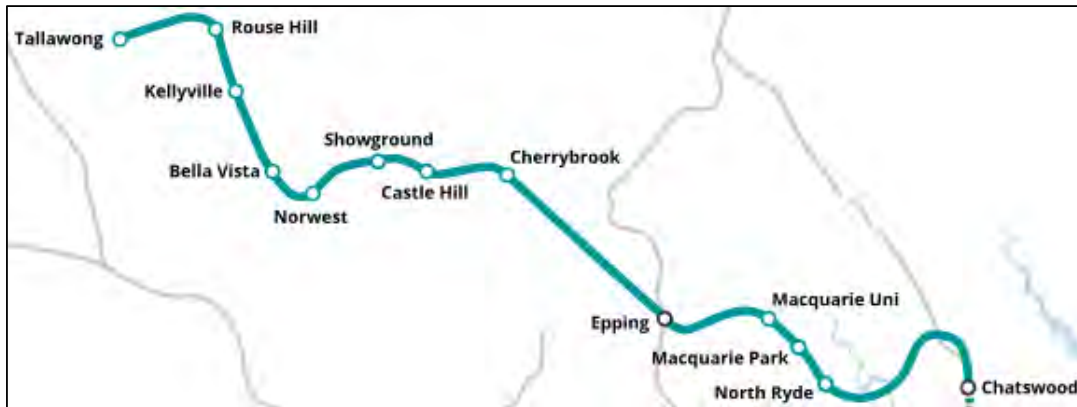 Tallawong
Rouse Hill
Kellyville
Bella Vista
Norwest
Showground
Castle Hill
Cherrybrook
Epping
Macquarie Uni
Macquarie Park
North Ryde
Chatswood